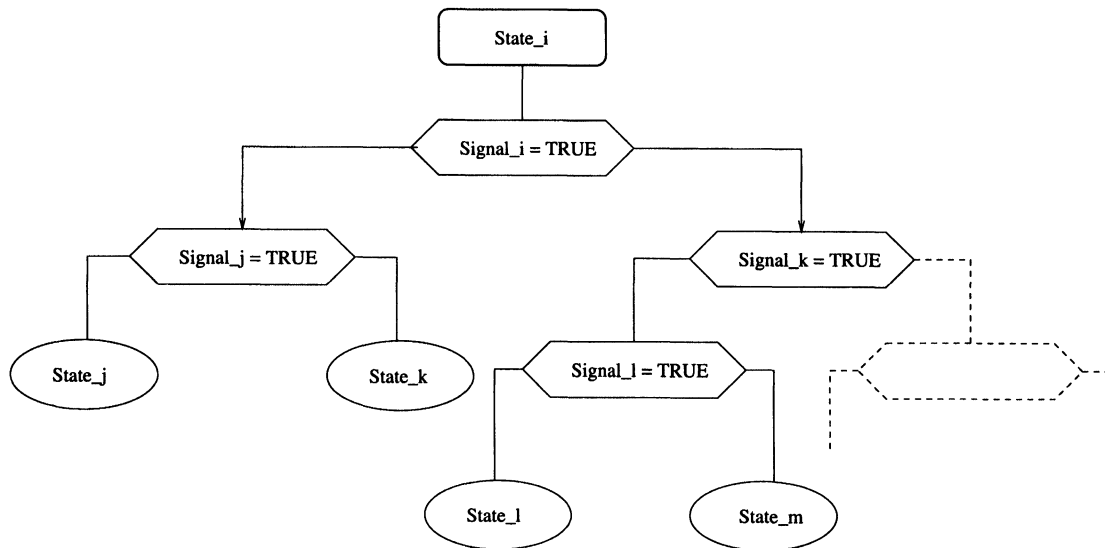 State_i
Signal_i = TRUE
Signal_j = TRUE
Signal_k = TRUE
State_j
State_k
Signal_l = TRUE
State_l
State_m